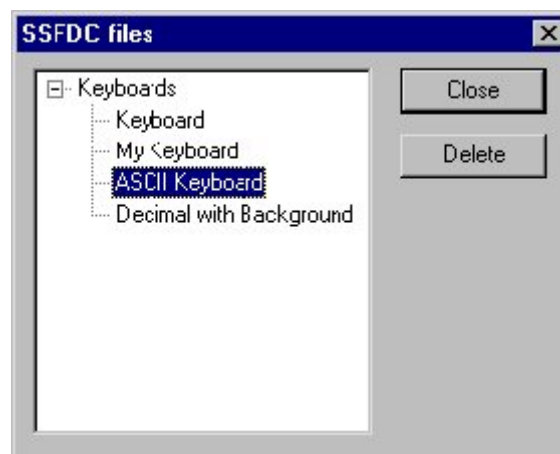 SSFDC files
Keyboards
Keyboard
My Keyboard
ASCII Keyboard
Decimal with Background
Close
Delete